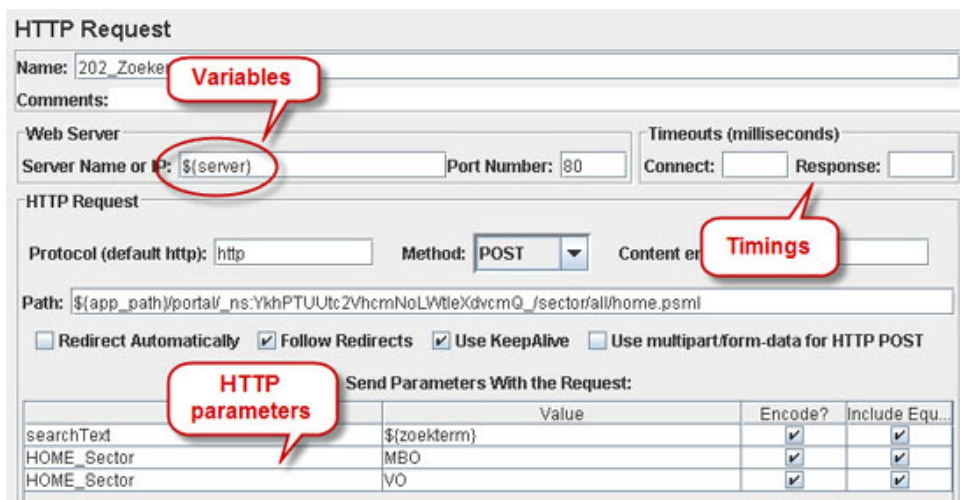 HTTP Request
Name: 202_Zoeke
Variables
Comments:
Web Server
Timeouts (milliseconds)
Server Name or IP: ${server}
Port Number: 80
Connect:
Response:
HTTP Request
Protocol (default http): http
Method: POST
Content en
Timings
Path: ${app_path}/portal/_ns:YkhPTUUtc2VhcmNoLWtleXdvcmQ_/sector/all/home.psml
Redirect Automatically
Follow Redirects
Use KeepAlive
Use multipart/form-data for HTTP POST
HTTP
parameters
Send Parameters With the Request:
Value
Encode?
Include Equ...
searchText ${zoekterm}
HOME_Sector MBO
HOME_Sector VO